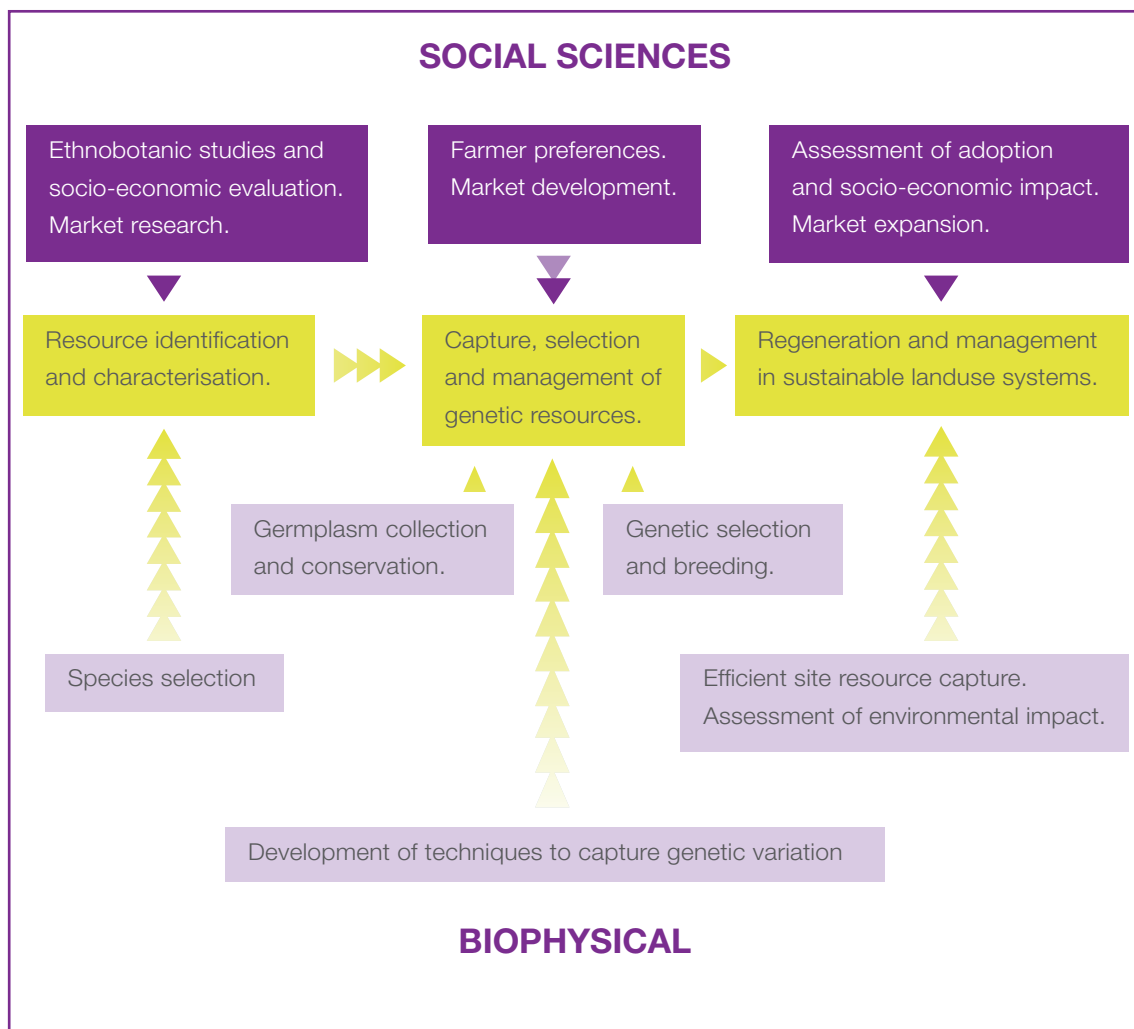 SOCIAL SCIENCES
Ethnobotanic studies and
socio-economic evaluation.
Market research.
Farmer preferences.
Market development.
Assessment of adoption
and socio-economic impact.
Market expansion.
Resource identification
and characterisation.
Capture, selection
and management of
genetic resources.
Regeneration and management
in sustainable landuse systems.
Germplasm collection
and conservation.
Genetic selection
and breeding.
Species selection
Efficient site resource capture.
Assessment of environmental impact.
Development of techniques to capture genetic variation
BIOPHYSICAL